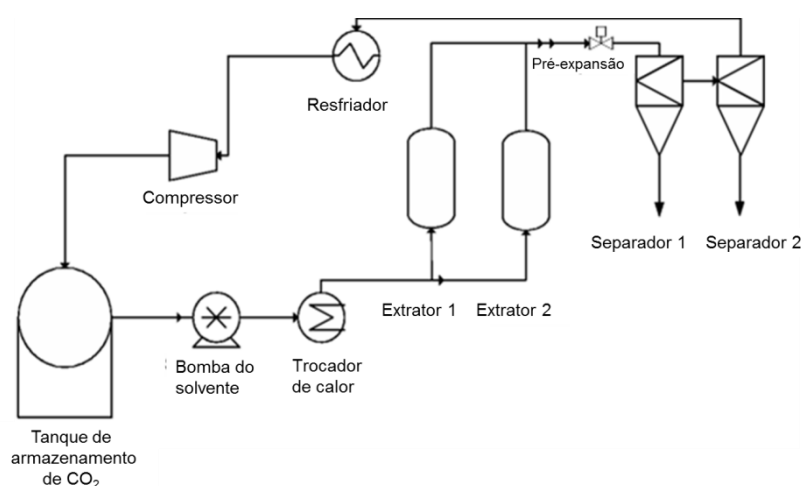 Pré-expansão
Resfriador
Compressor
Separador 1
Separador 2
Extrator 1
Extrator 2
Bomba do
solvente
Trocador
de calor
Tanque de
armazenamento
de CO₂